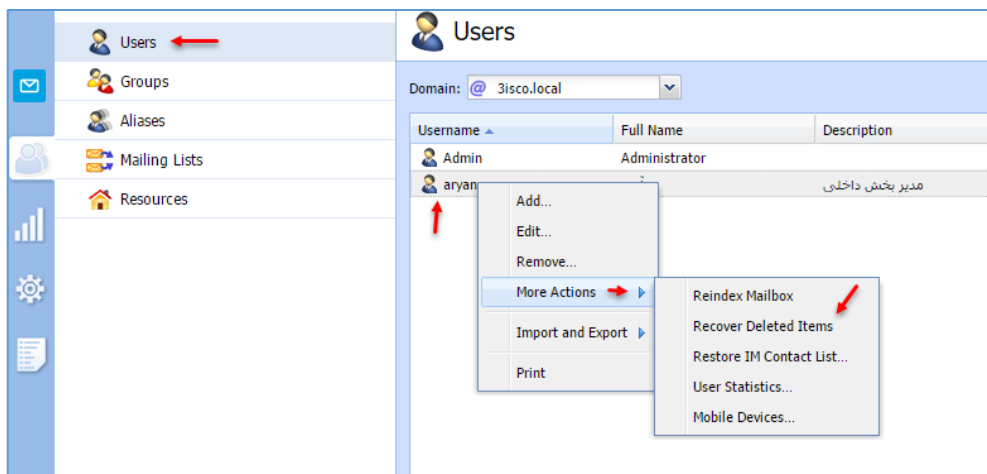 Users
Groups
Aliases
Mailing Lists
Resources
Users
Domain: @ 3isco.local
Username Full Name Description
Admin Administrator
aryan مدیر بخش داخلی
Add...
Edit...
Remove...
More Actions
Import and Export
Print
Reindex Mailbox
Recover Deleted Items
Restore IM Contact List...
User Statistics...
Mobile Devices...